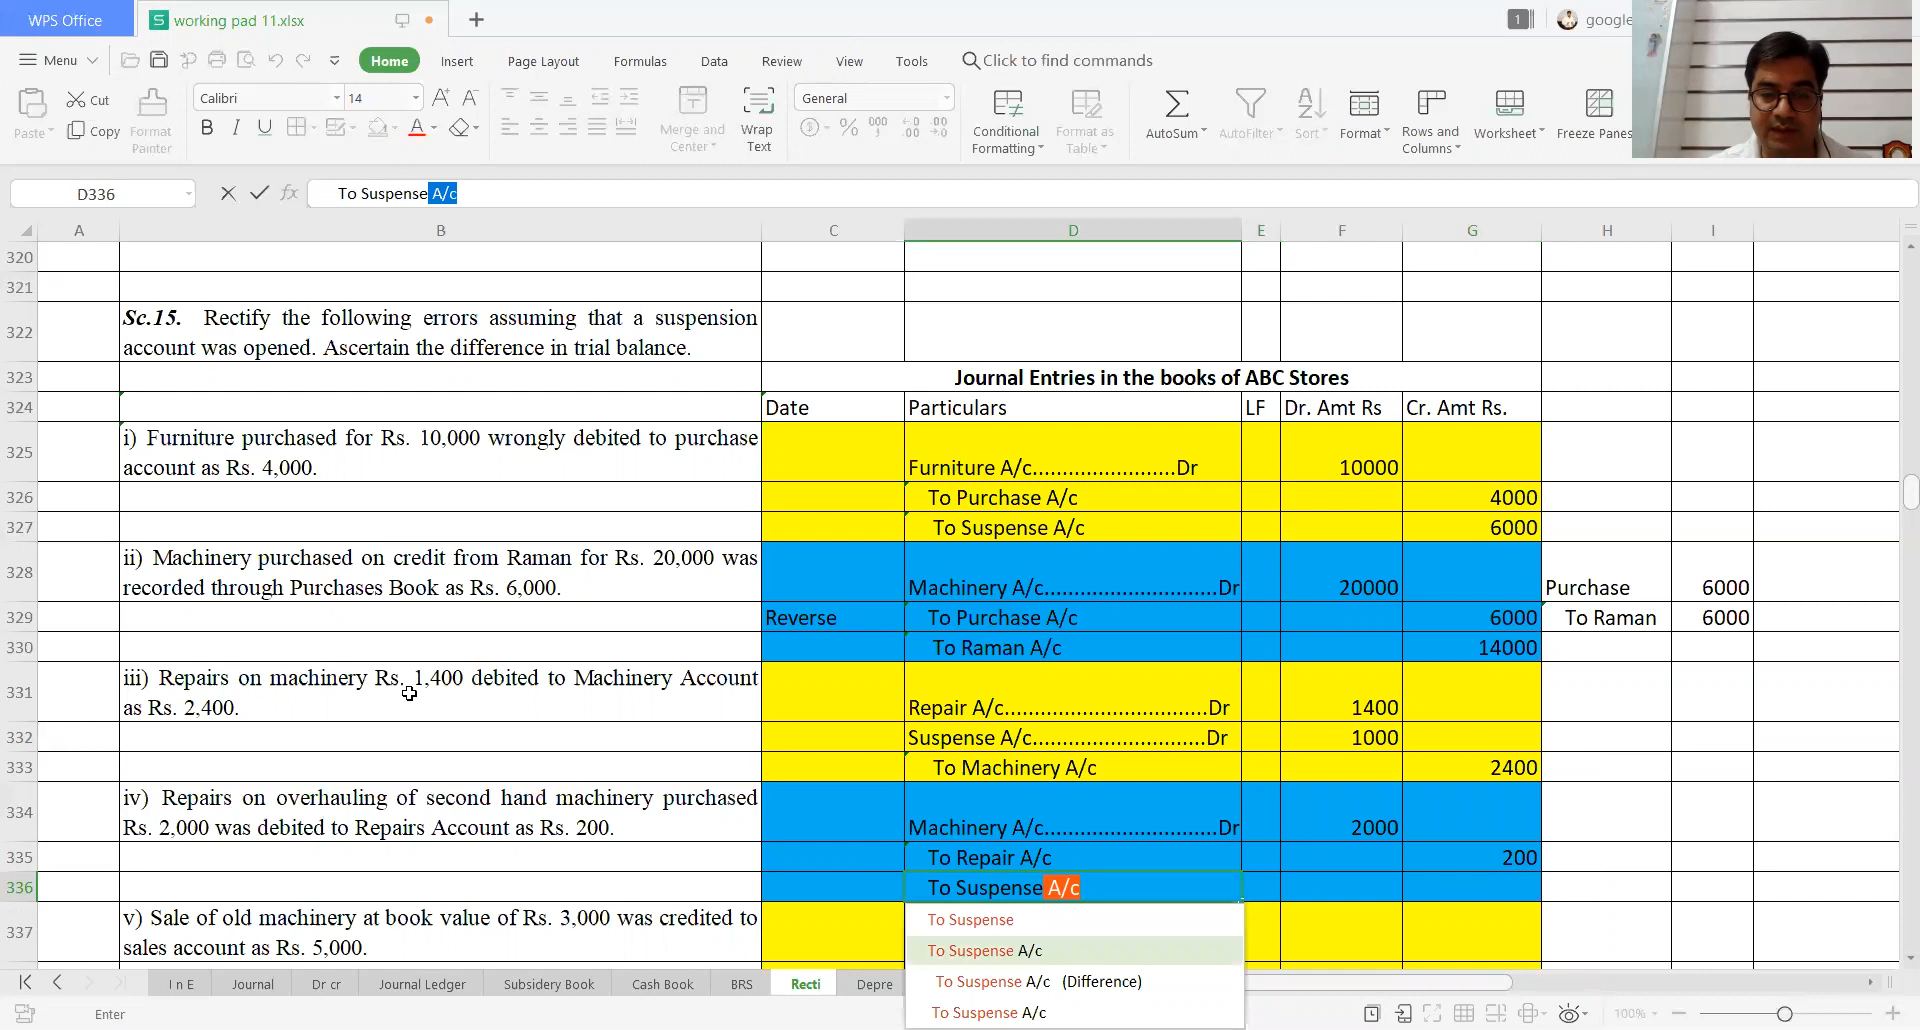 WPS Office
S working pad 11.xlsx
+
1
google
Menu
Home
Insert
Page Layout
Formulas
Data
Review
View
Tools
Click to find commands
Paste
Cut
Copy
Format
Painter
Calibri
14
A+ A-
B I U
Merge and
Center
Wrap
Text
General
Conditional
Formatting
Format as
Table
AutoSum
AutoFilter
Sort
Format
Rows and
Columns
Worksheet
Freeze Panes
D336
fx
To Suspense A/c
A B C D E F G H I
320
321
322 Sc.15. Rectify the following errors assuming that a suspension
account was opened. Ascertain the difference in trial balance.
323 Journal Entries in the books of ABC Stores
324 Date Particulars LF Dr. Amt Rs Cr. Amt Rs.
i) Furniture purchased for Rs. 10,000 wrongly debited to purchase
325 account as Rs. 4,000. Furniture A/c........................Dr 10000
326 To Purchase A/c 4000
327 To Suspense A/c 6000
ii) Machinery purchased on credit from Raman for Rs. 20,000 was
328 recorded through Purchases Book as Rs. 6,000. Machinery A/c.............................Dr 20000 Purchase 6000
329 Reverse To Purchase A/c 6000 To Raman 6000
330 To Raman A/c 14000
iii) Repairs on machinery Rs. 1,400 debited to Machinery Account
331 as Rs. 2,400. Repair A/c..................................Dr 1400
332 Suspense A/c.............................Dr 1000
333 To Machinery A/c 2400
iv) Repairs on overhauling of second hand machinery purchased
334 Rs. 2,000 was debited to Repairs Account as Rs. 200. Machinery A/c.............................Dr 2000
335 To Repair A/c 200
336 To Suspense A/c
v) Sale of old machinery at book value of Rs. 3,000 was credited to
337 sales account as Rs. 5,000.
To Suspense
To Suspense A/c
To Suspense A/c (Difference)
To Suspense A/c
I n E
Journal
Dr cr
Journal Ledger
Subsidery Book
Cash Book
BRS
Recti
Depre
Enter
100%